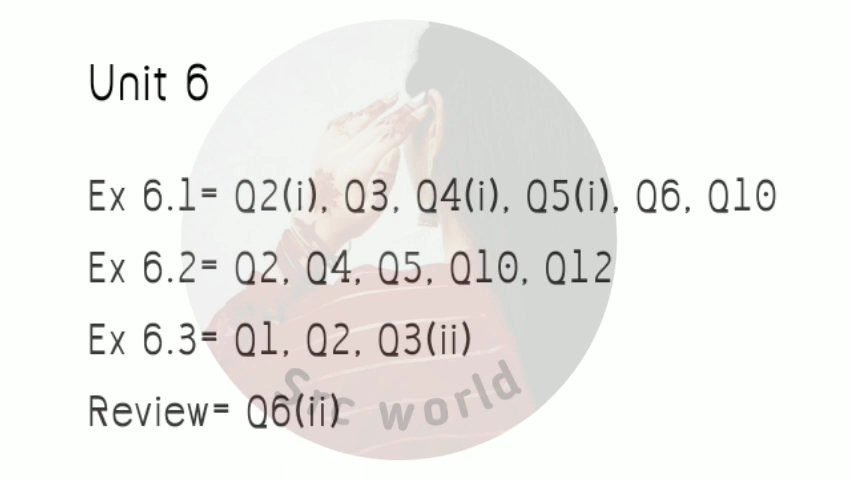 Unit 6
Ex 6.1= Q2(i), Q3, Q4(i), Q5(i), Q6, Q10
Ex 6.2= Q2, Q4, Q5, Q10, Q12
Ex 6.3= Q1, Q2, Q3(ii)
Review= Q6(ii)
Src world